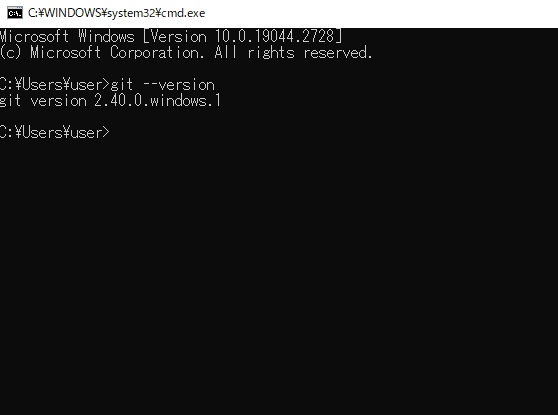 C:¥WINDOWS¥system32¥cmd.exe
Microsoft Windows [Version 10.0.19044.2728]
(c) Microsoft Corporation. All rights reserved.
C:¥Users¥user>git --version
git version 2.40.0.windows.1
C:¥Users¥user>